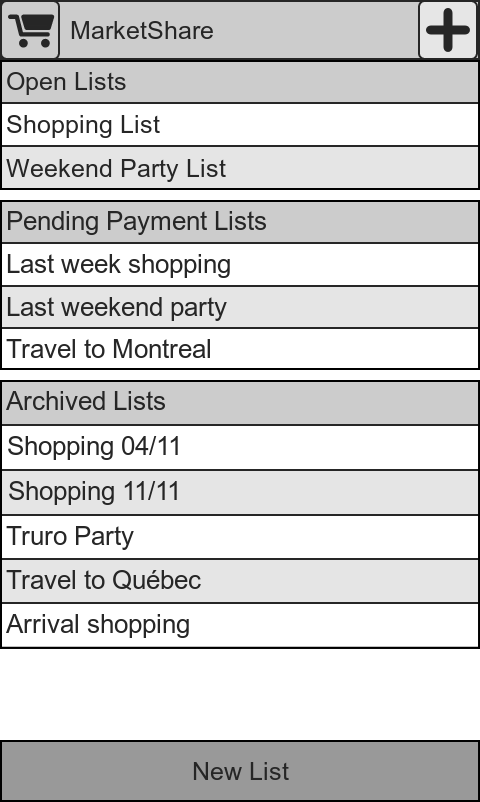 MarketShare
Open Lists
Shopping List
Weekend Party List
Pending Payment Lists
Last week shopping
Last weekend party
Travel to Montreal
Archived Lists
Shopping 04/11
Shopping 11/11
Truro Party
Travel to Québec
Arrival shopping
New List